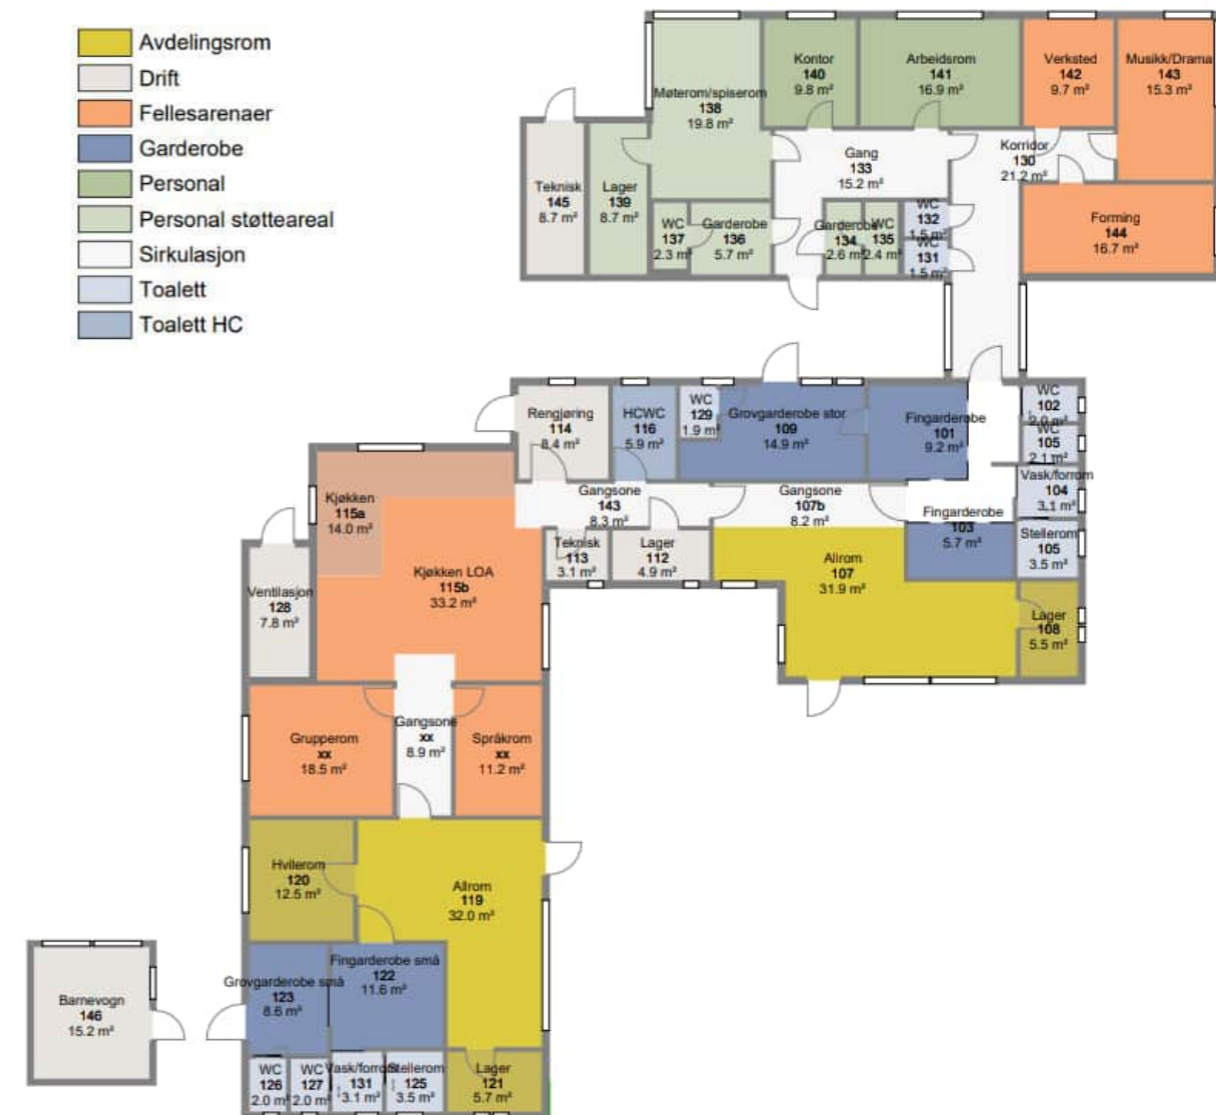 Avdelingsrom
Drift
Fellesarenaer
Garderobe
Personal
Personal støtteareal
Sirkulasjon
Toalett
Toalett HC
Møterom/spiserom
138
19.8 m²
Kontor
140
9.8 m²
Arbeidsrom
141
16.9 m²
Verksted
142
9.7 m²
Musikk/Drama
143
15.3 m²
Teknisk
145
8.7 m²
Lager
139
8.7 m²
Gang
133
15.2 m²
Korridor
130
21.2 m²
WC
137
2.3 m²
Garderobe
136
5.7 m²
Garderobe
134
2.6 m²
WC
135
2.4 m²
WC
132
1.5 m²
WC
131
1.5 m²
Forming
144
16.7 m²
Rengjøring
114
8.4 m²
HCWC
116
5.9 m²
WC
129
1.9 m²
Grovgarderobe stor
109
14.9 m²
Fingarderobe
101
9.2 m²
WC
102
2.0 m²
WC
105
2.1 m²
Vask/forrom
104
3.1 m²
Stellerom
105
3.5 m²
Kjøkken
115a
14.0 m²
Gangsone
143
8.3 m²
Gangsone
107b
8.2 m²
Fingarderobe
103
5.7 m²
Teknisk
113
3.1 m²
Lager
112
4.9 m²
Allrom
107
31.9 m²
Lager
108
5.5 m²
Kjøkken LOA
115b
33.2 m²
Ventilasjon
128
7.8 m²
Grupperom
xx
18.5 m²
Gangsone
xx
8.9 m²
Språkrom
xx
11.2 m²
Hvilerom
120
12.5 m²
Allrom
119
32.0 m²
Grovgarderobe små
123
8.6 m²
Fingarderobe små
122
11.6 m²
Barnevogn
146
15.2 m²
WC
126
2.0 m²
WC
127
2.0 m²
Vask/forrom
131
3.1 m²
Stellerom
125
3.5 m²
Lager
121
5.7 m²